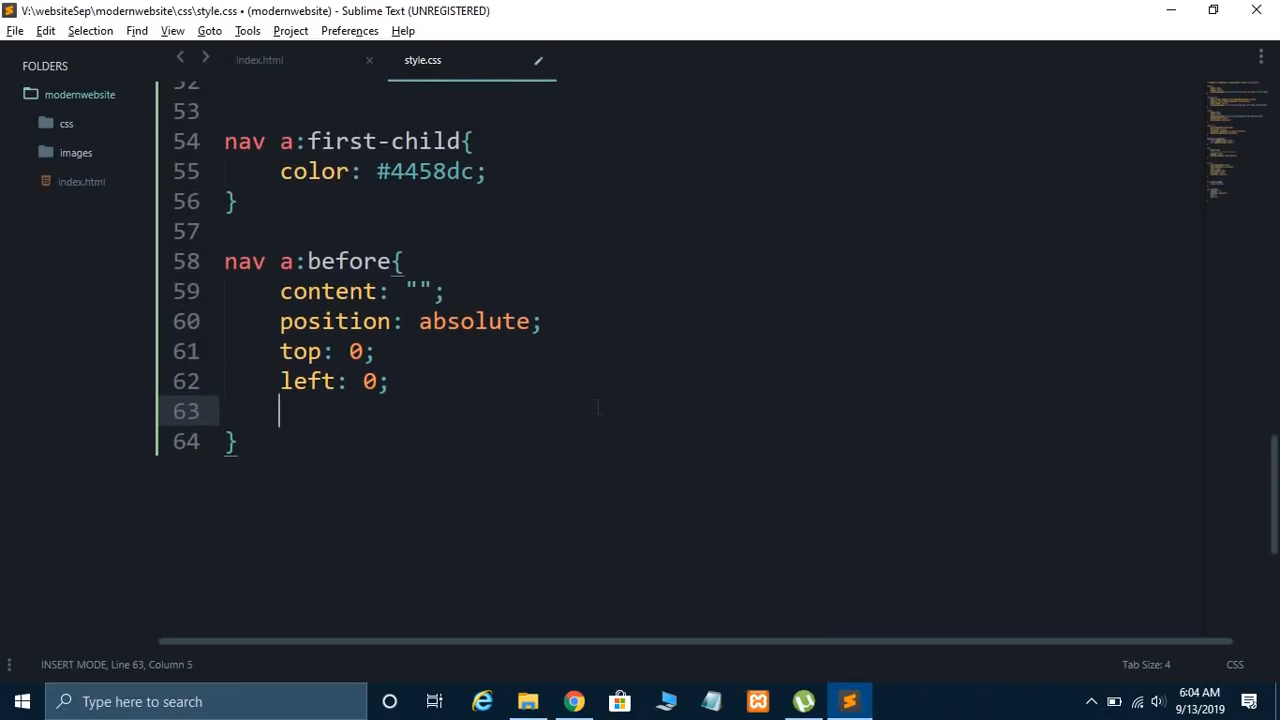 V:\websiteSep\modernwebsite\css\style.css • (modernwebsite) - Sublime Text (UNREGISTERED)
File Edit Selection Find View Goto Tools Project Preferences Help
FOLDERS
modernwebsite
css
images
index.html
index.html
style.css
52
53
54 nav a:first-child{
55 color: #4458dc;
56 }
57
58 nav a:before{
59 content: "";
60 position: absolute;
61 top: 0;
62 left: 0;
63
64 }
INSERT MODE, Line 63, Column 5
Tab Size: 4
CSS
Type here to search
6:04 AM
9/13/2019